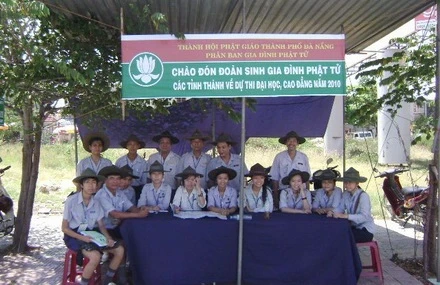 THÀNH HỘI PHẬT GIÁO THÀNH PHỐ ĐÀ NẴNG
PHÂN BAN GIA ĐÌNH PHẬT TỬ
CHÀO ĐÓN ĐOÀN SINH GIA ĐÌNH PHẬT TỬ
CÁC TỈNH THÀNH VỀ DỰ THI ĐẠI HỌC, CAO ĐẲNG NĂM 2010